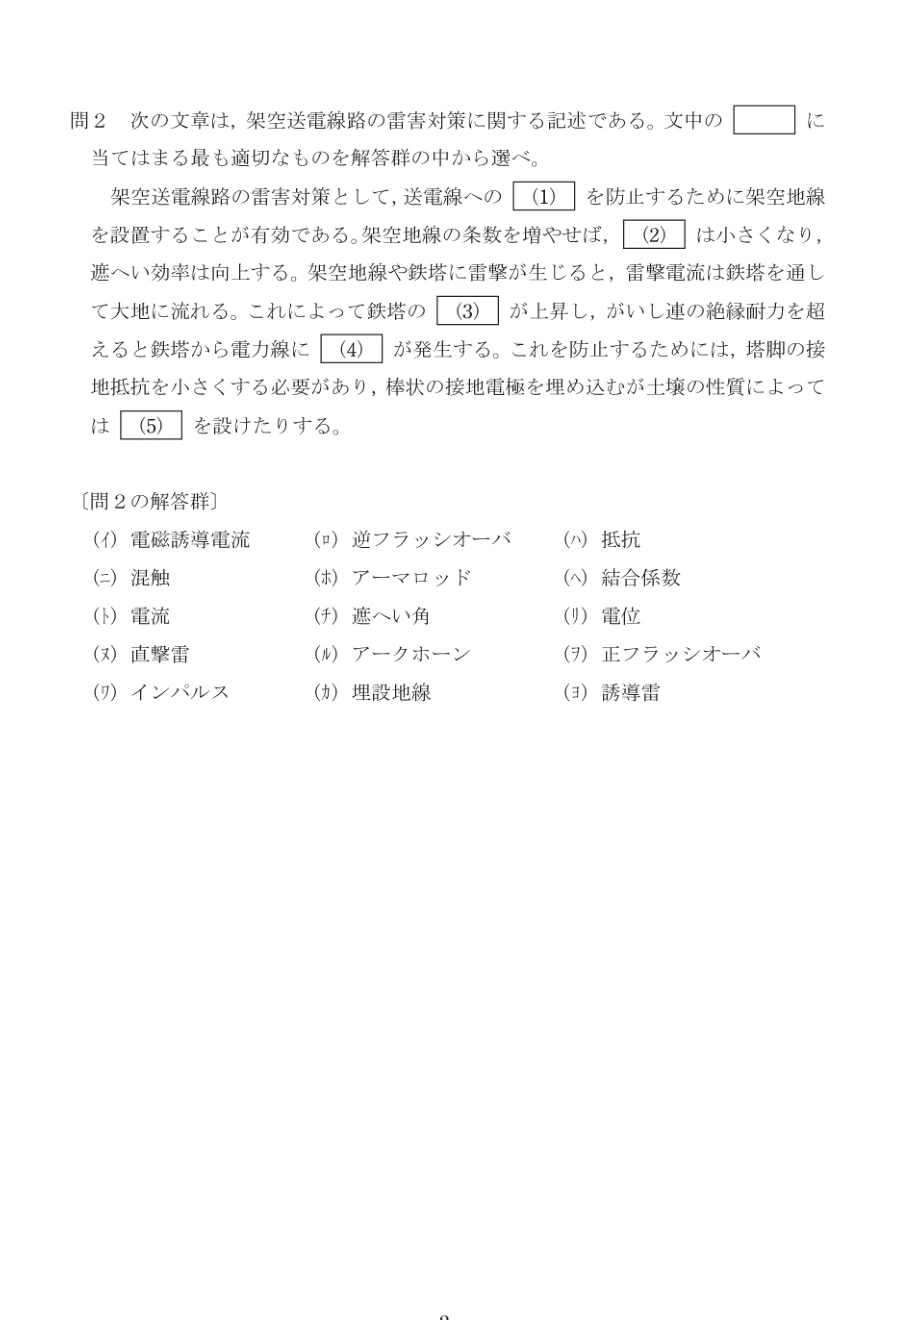 問２　次の文章は，架空送電線路の雷害対策に関する記述である。文中の　　　に
当てはまる最も適切なものを解答群の中から選べ。
架空送電線路の雷害対策として，送電線への (1) を防止するために架空地線
を設置することが有効である。架空地線の条数を増やせば， (2) は小さくなり，
遮へい効率は向上する。架空地線や鉄塔に雷撃が生じると，雷撃電流は鉄塔を通し
て大地に流れる。これによって鉄塔の (3) が上昇し，がいし連の絶縁耐力を超
えると鉄塔から電力線に (4) が発生する。これを防止するためには，塔脚の接
地抵抗を小さくする必要があり，棒状の接地電極を埋め込むが土壌の性質によって
は (5) を設けたりする。
〔問２の解答群〕
(ｲ) 電磁誘導電流　(ﾛ) 逆フラッシオーバ　(ﾊ) 抵抗
(ﾆ) 混触　(ﾎ) アーマロッド　(ﾍ) 結合係数
(ﾄ) 電流　(ﾁ) 遮へい角　(ﾘ) 電位
(ﾇ) 直撃雷　(ﾙ) アークホーン　(ｦ) 正フラッシオーバ
(ﾜ) インパルス　(ｶ) 埋設地線　(ﾖ) 誘導雷